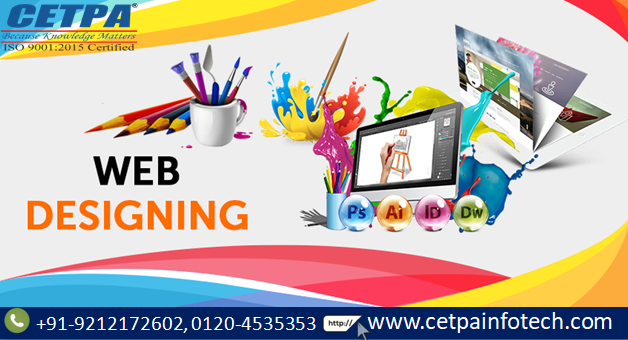 CETPA®
Because Knowledge Matters
ISO 9001:2015 Certified
WEB
DESIGNING
Ps Ai ID Dw
+91-9212172602, 0120-4535353 http:// www.cetpainfotech.com